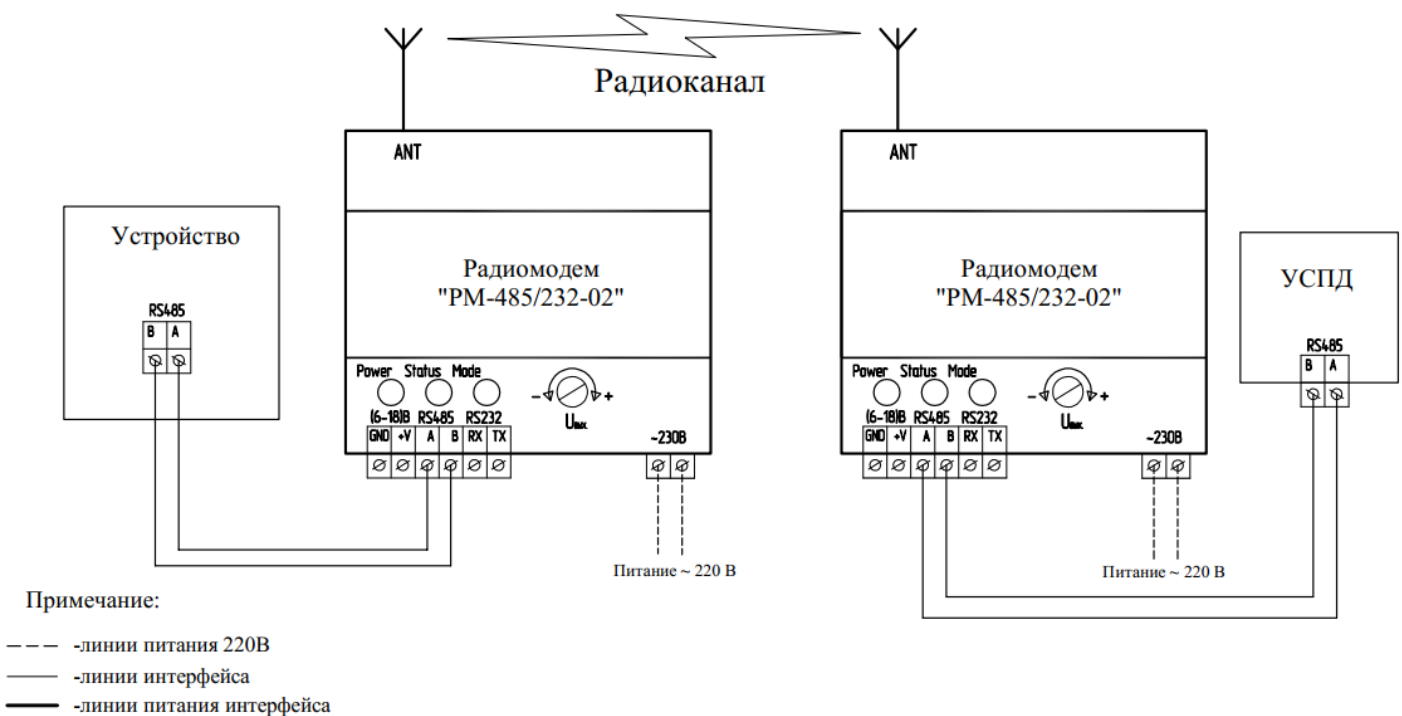 Радиоканал
ANT
ANT
Устройство
RS485
B A
Радиомодем
"РМ-485/232-02"
Power Status Mode
- +
(6-18)В RS485 RS232
Uвых
GND +V A B RX TX
~230В
Питание ~ 220 В
Радиомодем
"РМ-485/232-02"
Power Status Mode
- +
(6-18)В RS485 RS232
Uвых
GND +V A B RX TX
~230В
Питание ~ 220 В
УСПД
RS485
B A
Примечание:
-линии питания 220В
-линии интерфейса
-линии питания интерфейса